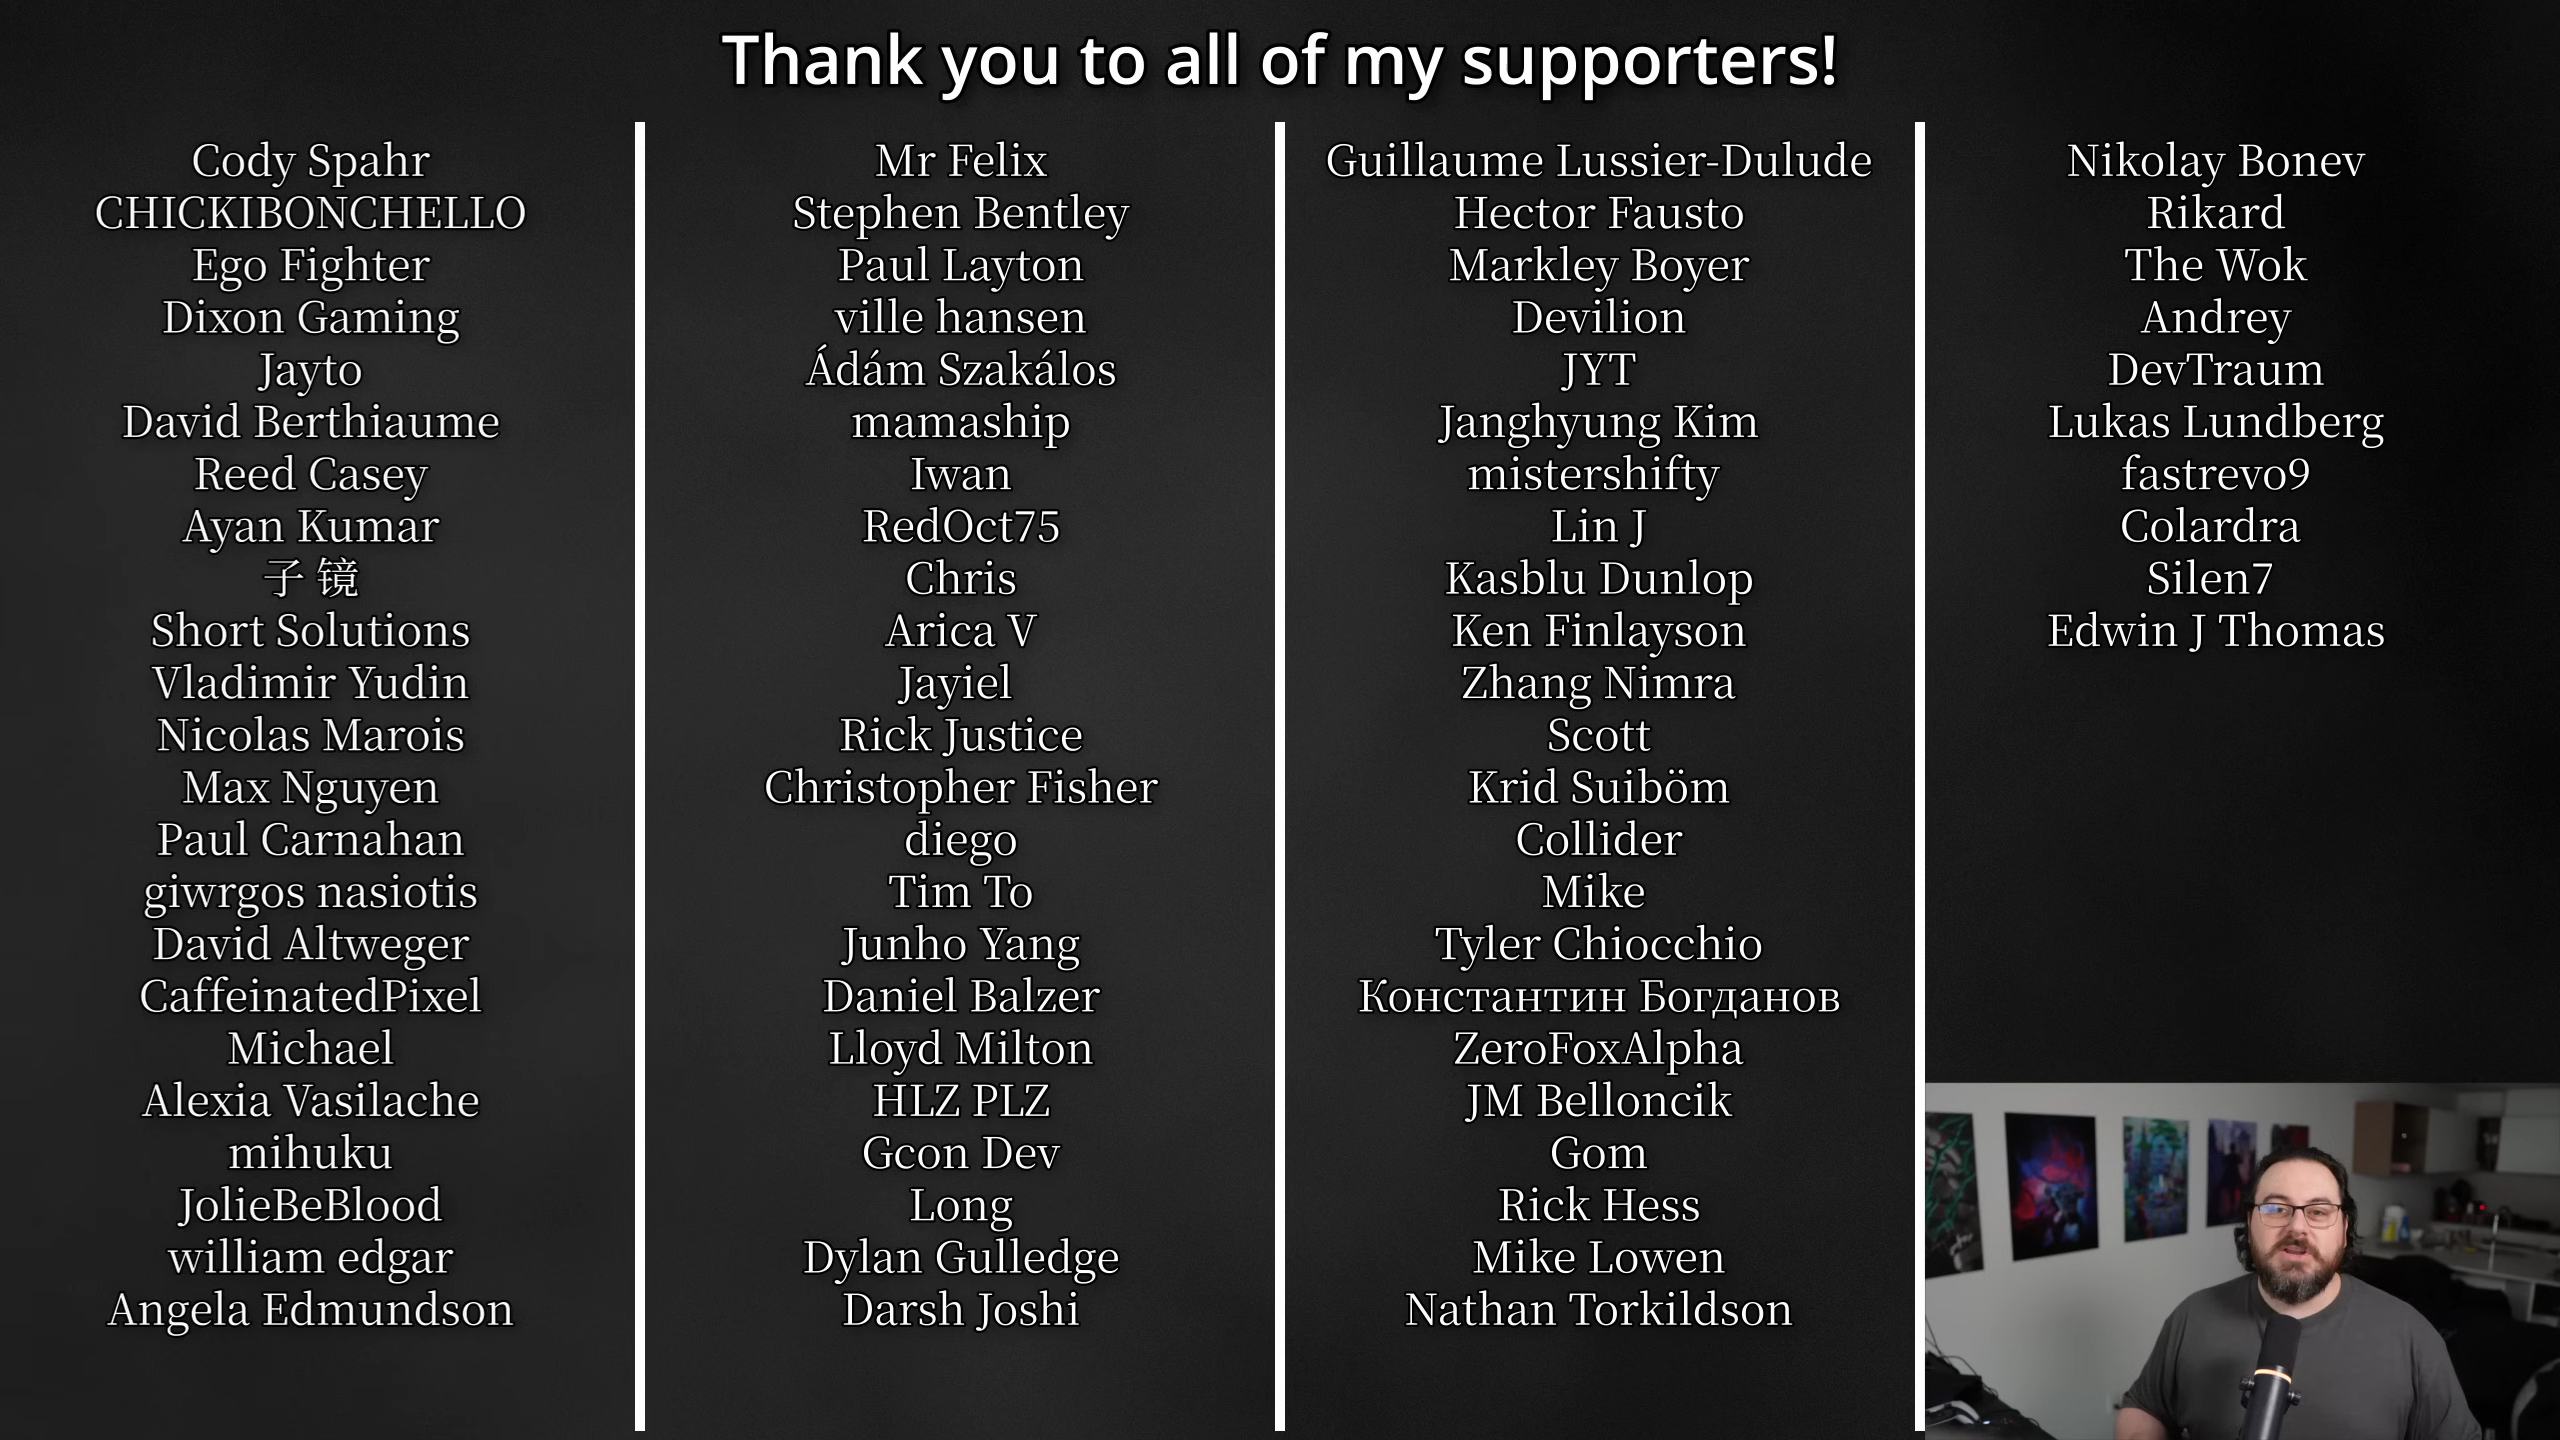 Thank you to all of my supporters!
Cody Spahr
CHICKIBONCHELLO
Ego Fighter
Dixon Gaming
Jayto
David Berthiaume
Reed Casey
Ayan Kumar
子 镜
Short Solutions
Vladimir Yudin
Nicolas Marois
Max Nguyen
Paul Carnahan
giwrgos nasiotis
David Altweger
CaffeinatedPixel
Michael
Alexia Vasilache
mihuku
JolieBeBlood
william edgar
Angela Edmundson
Mr Felix
Stephen Bentley
Paul Layton
ville hansen
Ádám Szakálos
mamaship
Iwan
RedOct75
Chris
Arica V
Jayiel
Rick Justice
Christopher Fisher
diego
Tim To
Junho Yang
Daniel Balzer
Lloyd Milton
HLZ PLZ
Gcon Dev
Long
Dylan Gulledge
Darsh Joshi
Guillaume Lussier-Dulude
Hector Fausto
Markley Boyer
Devilion
JYT
Janghyung Kim
mistershifty
Lin J
Kasblu Dunlop
Ken Finlayson
Zhang Nimra
Scott
Krid Suiböm
Collider
Mike
Tyler Chiocchio
Константин Богданов
ZeroFoxAlpha
JM Belloncik
Gom
Rick Hess
Mike Lowen
Nathan Torkildson
Nikolay Bonev
Rikard
The Wok
Andrey
DevTraum
Lukas Lundberg
fastrevo9
Colardra
Silen7
Edwin J Thomas